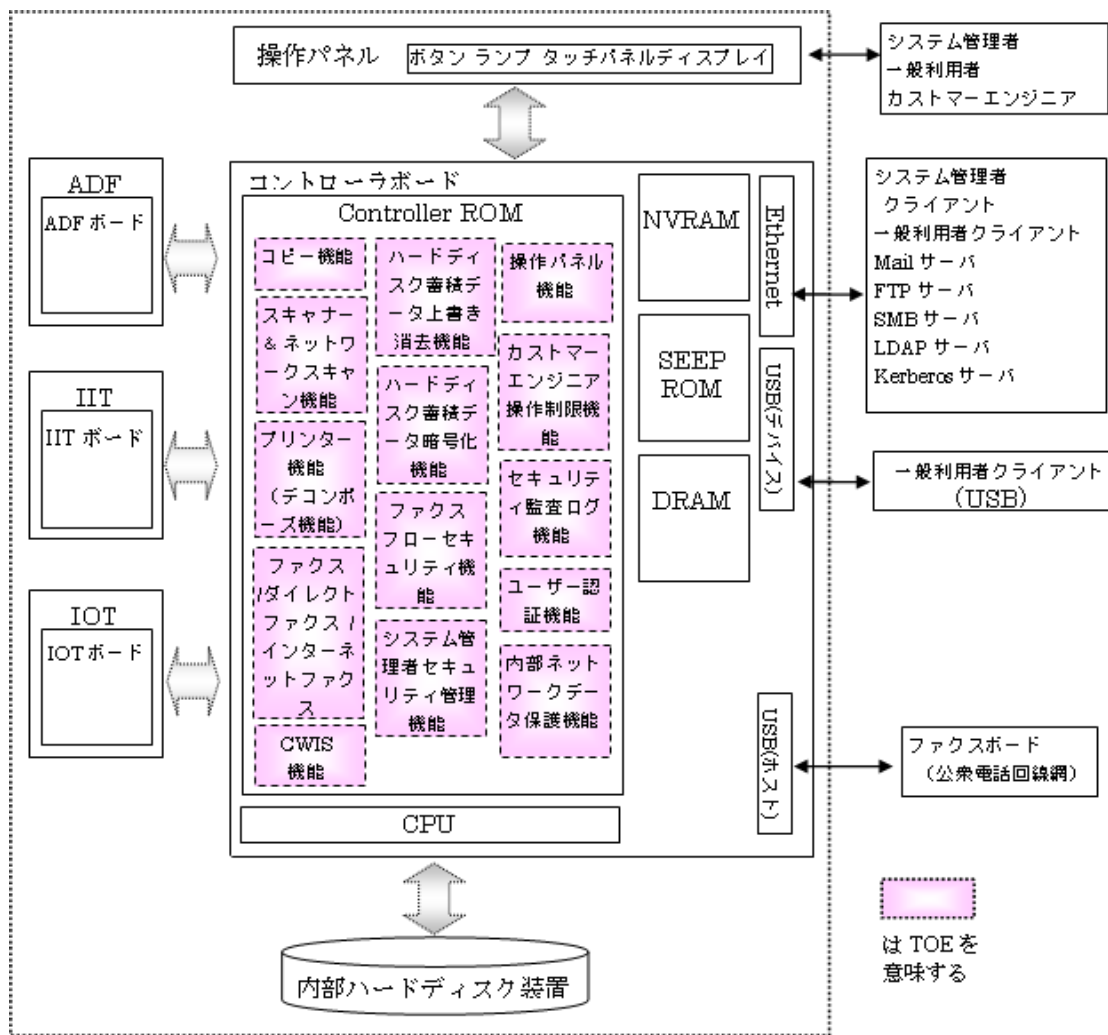 操作パネル
ボタン ランプ タッチパネルディスプレイ
システム管理者
一般利用者
カストマーエンジニア
ADF
ADF ボード
IIT
IIT ボード
IOT
IOT ボード
コントローラボード
Controller ROM
コピー機能
スキャナー
& ネットワ
ークスキャ
ン機能
プリンター
機能
（デコンポ
ーズ機能）
ファクス
/ダイレクト
ファクス /
インターネ
ットファク
ス
CWIS
機能
ハードディ
スク蓄積デ
ータ上書き
消去機能
ハードディ
スク蓄積デ
ータ暗号化
機能
ファクス
フローセキ
ュリティ機
能
システム管
理者セキュ
リティ管理
機能
操作パネル
機能
カストマー
エンジニア
操作制限機
能
セキュリテ
ィ監査ログ
機能
ユーザー認
証機能
内部ネット
ワークデー
タ保護機能
CPU
NVRAM
SEEP
ROM
DRAM
Ethernet
USB(デバイス)
USB(ホスト)
システム管理者
クライアント
一般利用者クライアント
Mail サーバ
FTP サーバ
SMB サーバ
LDAP サーバ
Kerberos サーバ
一般利用者クライアント
(USB)
ファクスボード
（公衆電話回線網）
内部ハードディスク装置
は TOE を
意味する